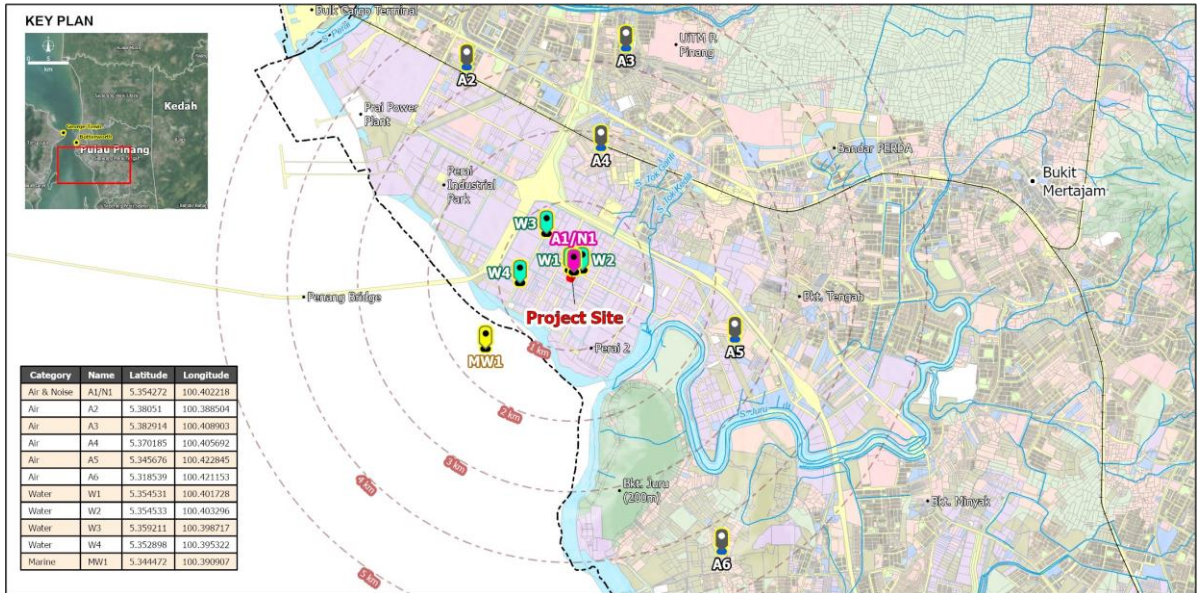 KEY PLAN
Kedah
George Town
Butterworth
Pulau Pinang
Bulk Cargo Terminal
S. Perai
A2
A3
UiTM P.
Pinang
Prai Power
Plant
A4
Bandar PERDA
Perai
Industrial
Park
Bukit
Mertajam
W3
A1/N1
W1
W2
W4
Penang Bridge
Project Site
Bkt. Tengah
MW1
1 km
Perai 2
A5
2 km
S. Juru
3 km
4 km
Bkt. Juru
(200m)
Bkt. Minyak
A6
5 km
Category Name Latitude Longitude
Air & Noise A1/N1 5.354272 100.402218
Air A2 5.38051 100.388504
Air A3 5.382914 100.408903
Air A4 5.370185 100.405692
Air A5 5.345676 100.422845
Air A6 5.318539 100.421153
Water W1 5.354531 100.401728
Water W2 5.354533 100.403296
Water W3 5.359211 100.398717
Water W4 5.352898 100.395322
Marine MW1 5.344472 100.390907